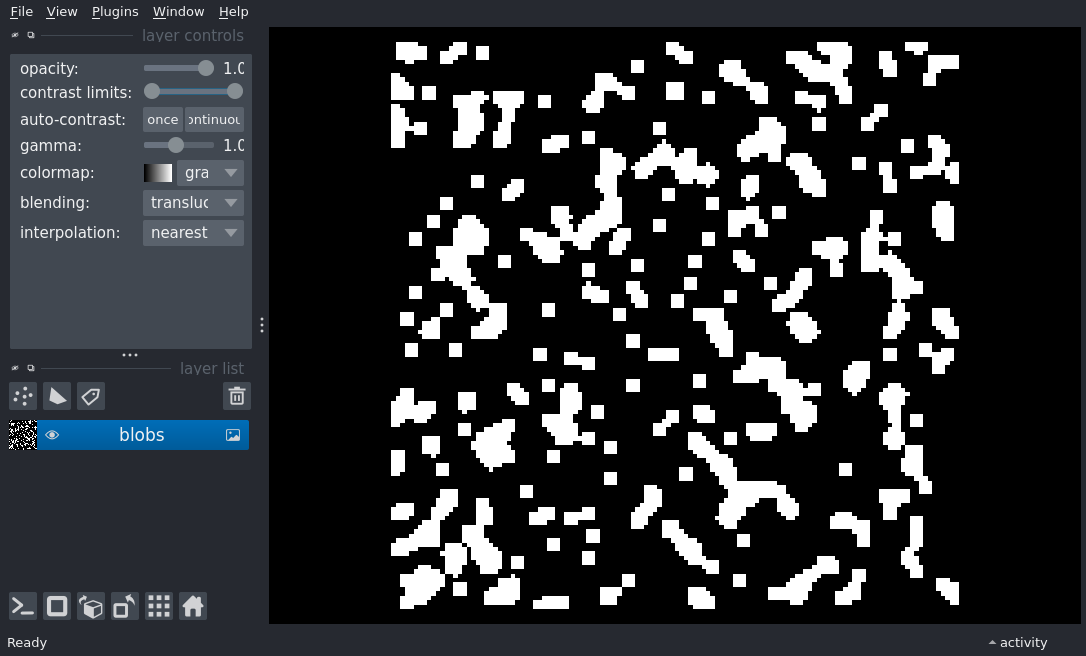 File View Plugins Window Help
layer controls
opacity: 1.0
contrast limits:
auto-contrast: once ontinuou
gamma: 1.0
colormap: gra
blending: transluc
interpolation: nearest
layer list
blobs
Ready
activity